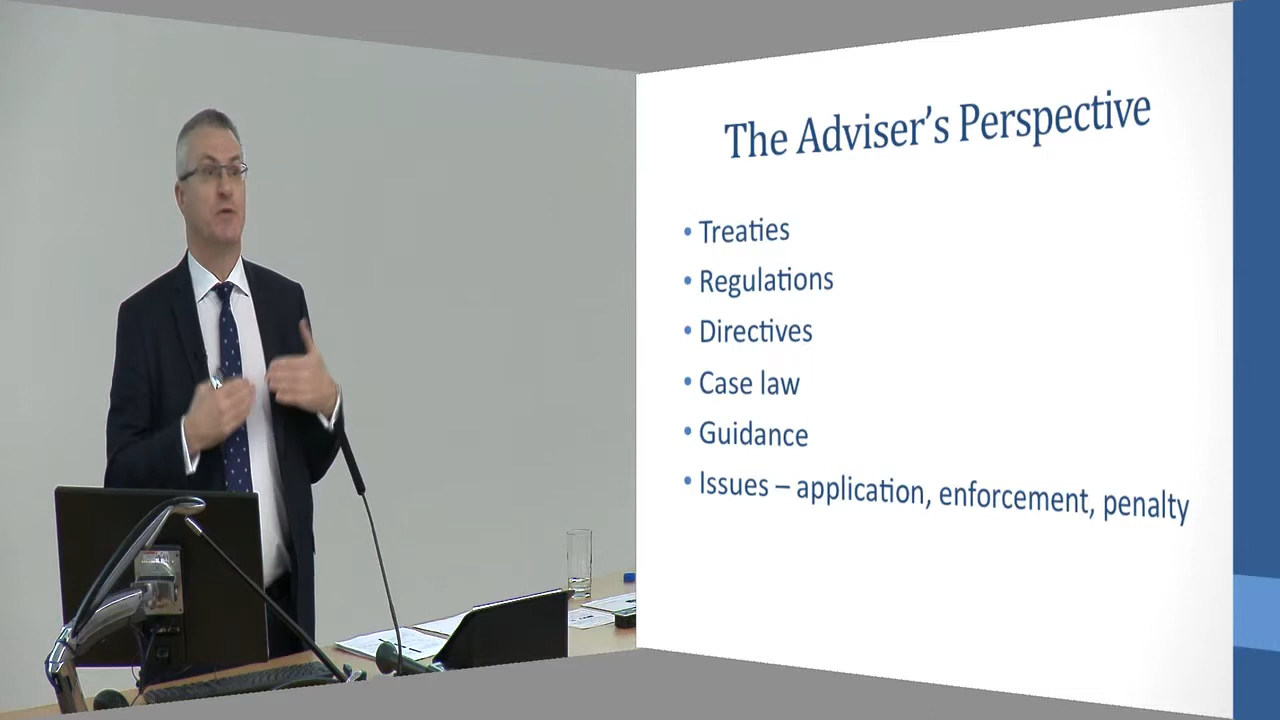 The Adviser's Perspective
• Treaties
• Regulations
• Directives
• Case law
• Guidance
• Issues – application, enforcement, penalty